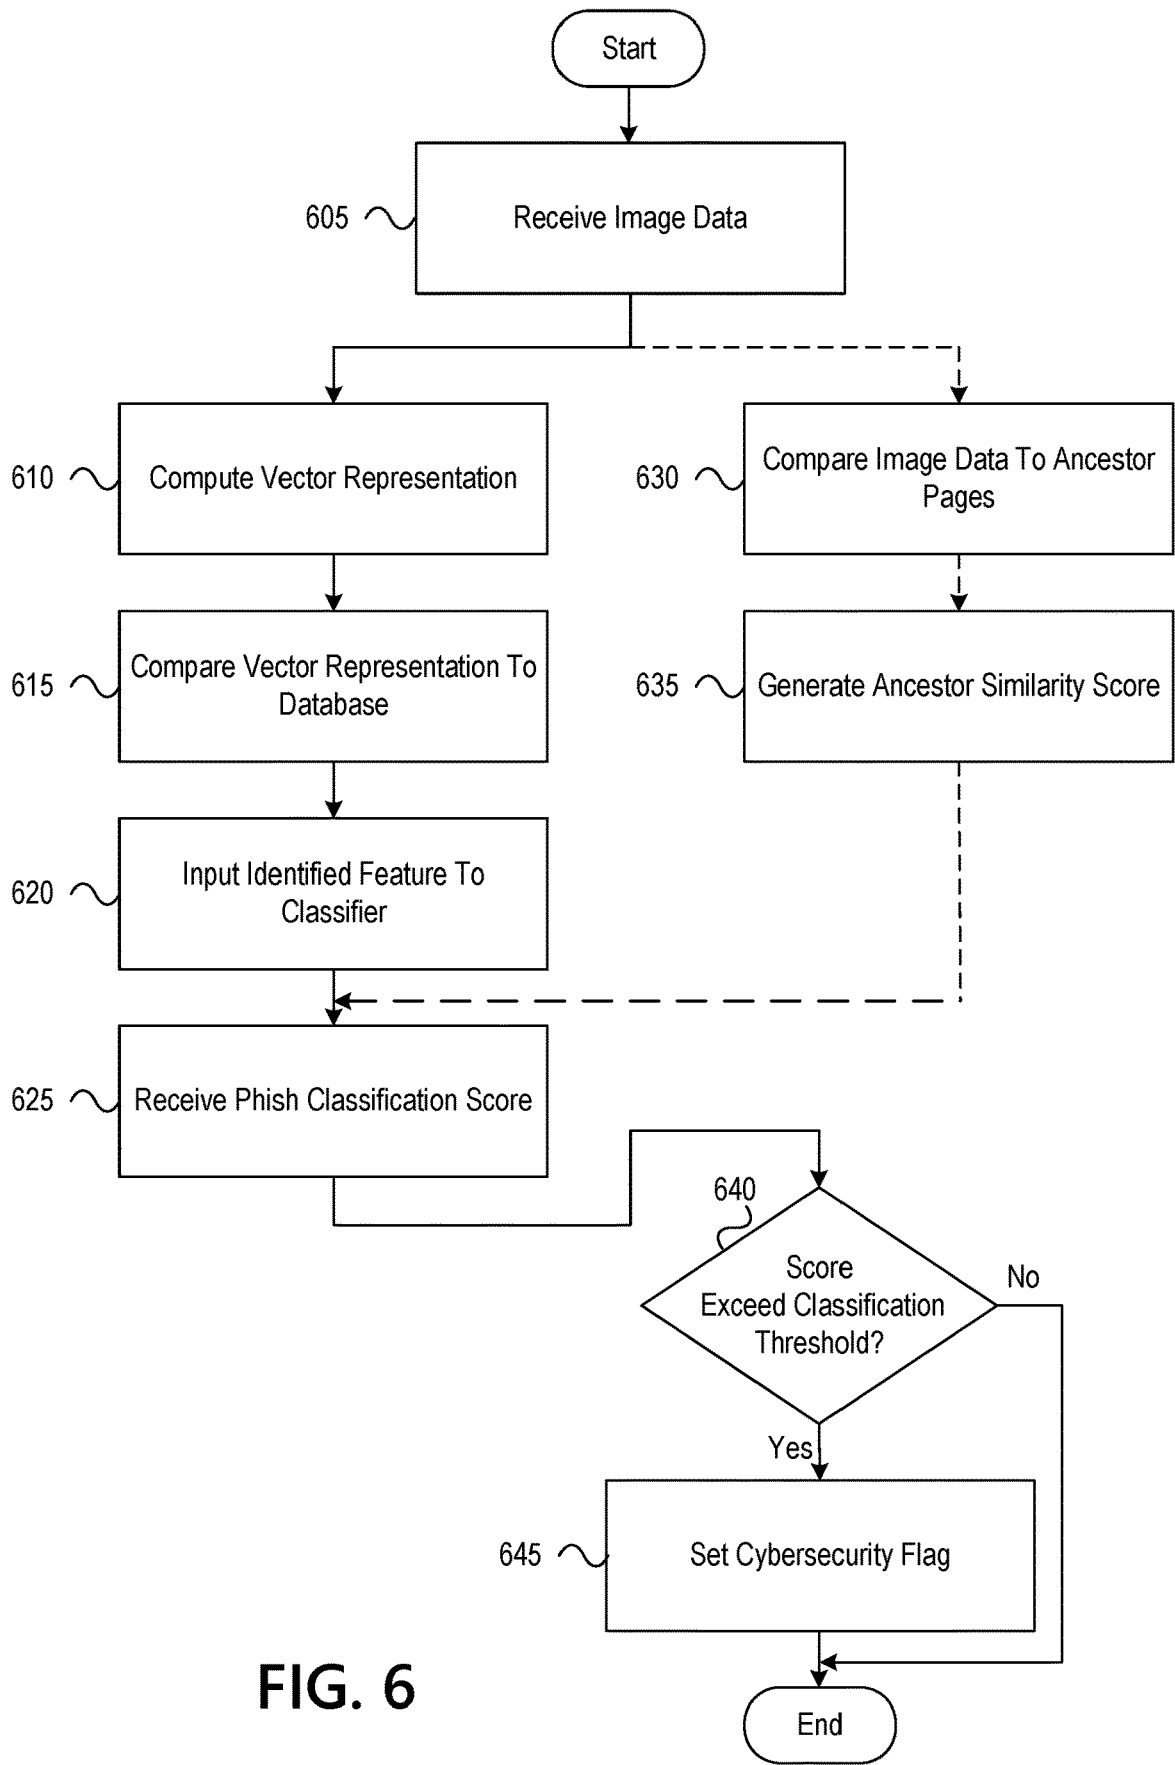 Start
605
Receive Image Data
610
Compute Vector Representation
630
Compare Image Data To Ancestor
Pages
615
Compare Vector Representation To
Database
635
Generate Ancestor Similarity Score
620
Input Identified Feature To
Classifier
625
Receive Phish Classification Score
640
Score
Exceed Classification
Threshold?
No
Yes
645
Set Cybersecurity Flag
FIG. 6
End